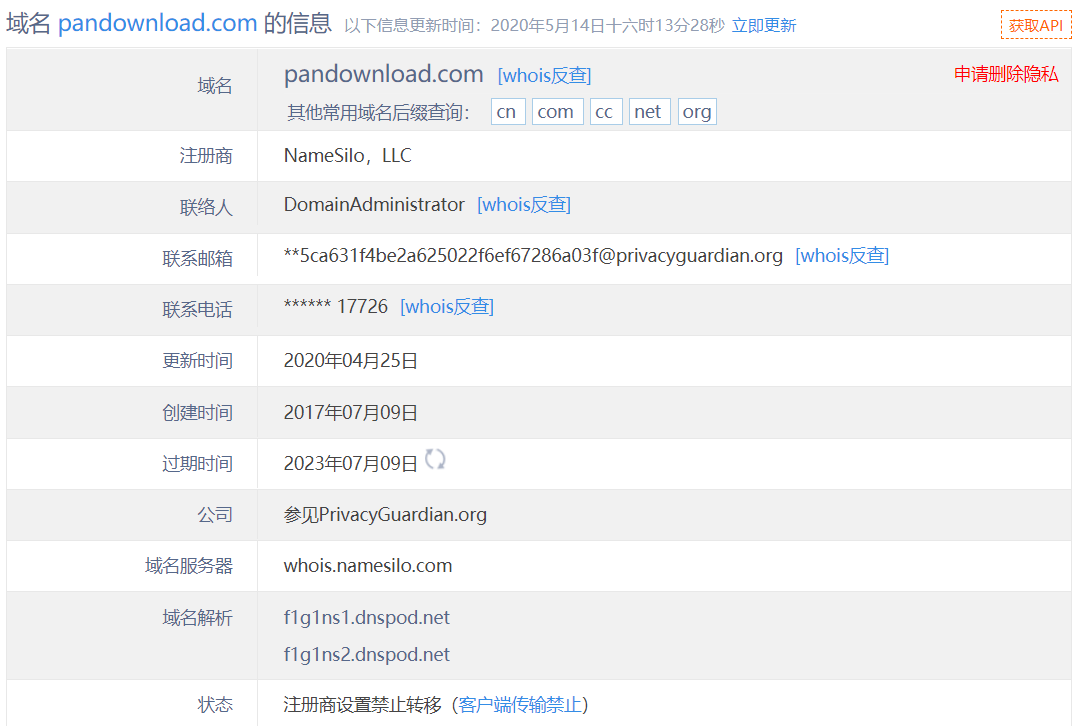 域名 pandownload.com 的信息 以下信息更新时间：2020年5月14日十六时13分28秒 立即更新 获取API
域名 pandownload.com [whois反查] 申请删除隐私
其他常用域名后缀查询： cn com cc net org
注册商 NameSilo，LLC
联络人 DomainAdministrator [whois反查]
联系邮箱 **5ca631f4be2a625022f6ef67286a03f@privacyguardian.org [whois反查]
联系电话 ****** 17726 [whois反查]
更新时间 2020年04月25日
创建时间 2017年07月09日
过期时间 2023年07月09日
公司 参见PrivacyGuardian.org
域名服务器 whois.namesilo.com
域名解析 f1g1ns1.dnspod.net
f1g1ns2.dnspod.net
状态 注册商设置禁止转移（客户端传输禁止）